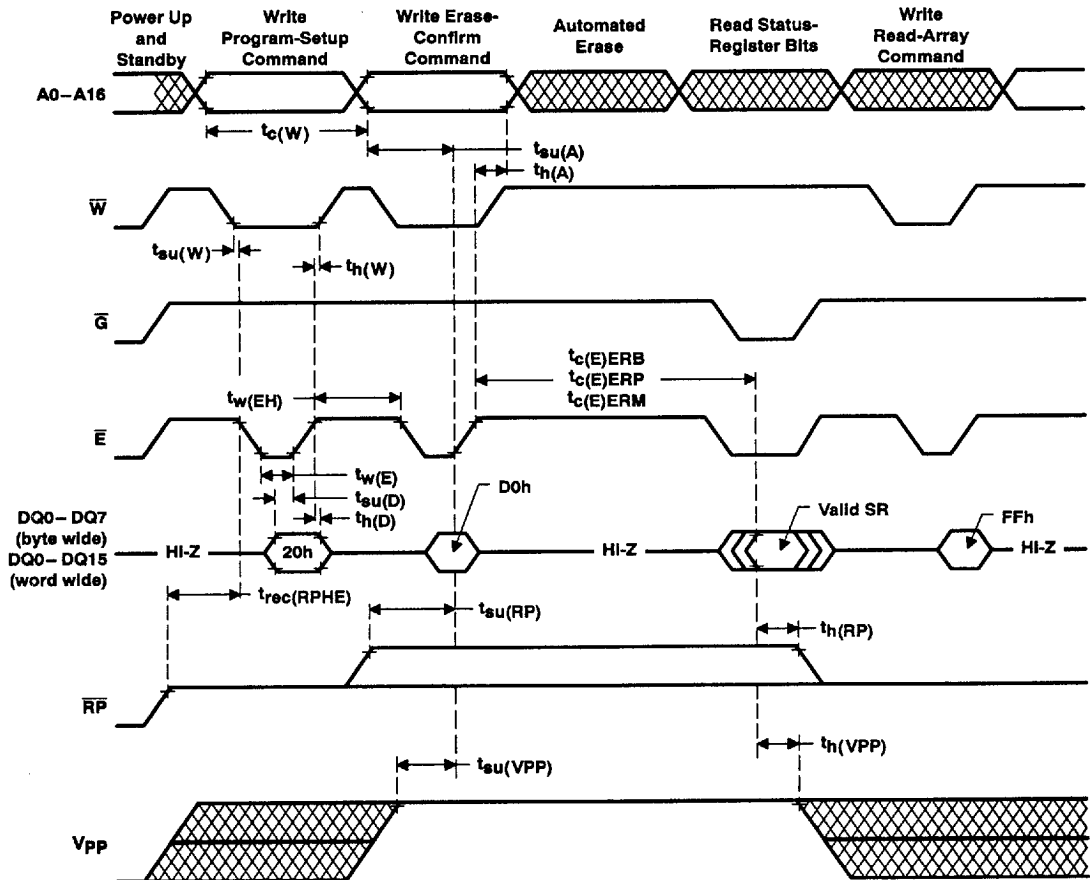 Power Up
and
Standby
Write
Program-Setup
Command
Write Erase-
Confirm
Command
Automated
Erase
Read Status-
Register Bits
Write
Read-Array
Command
A0–A16
tc(W)
tsu(A)
th(A)
W
tsu(W)
th(W)
G
tc(E)ERB
tc(E)ERP
tc(E)ERM
tw(EH)
E
tw(E)
tsu(D)
th(D)
D0h
Valid SR
FFh
DQ0–DQ7
(byte wide)
DQ0–DQ15
(word wide)
HI-Z
20h
HI-Z
HI-Z
trec(RPHE)
tsu(RP)
th(RP)
RP
tsu(VPP)
th(VPP)
VPP